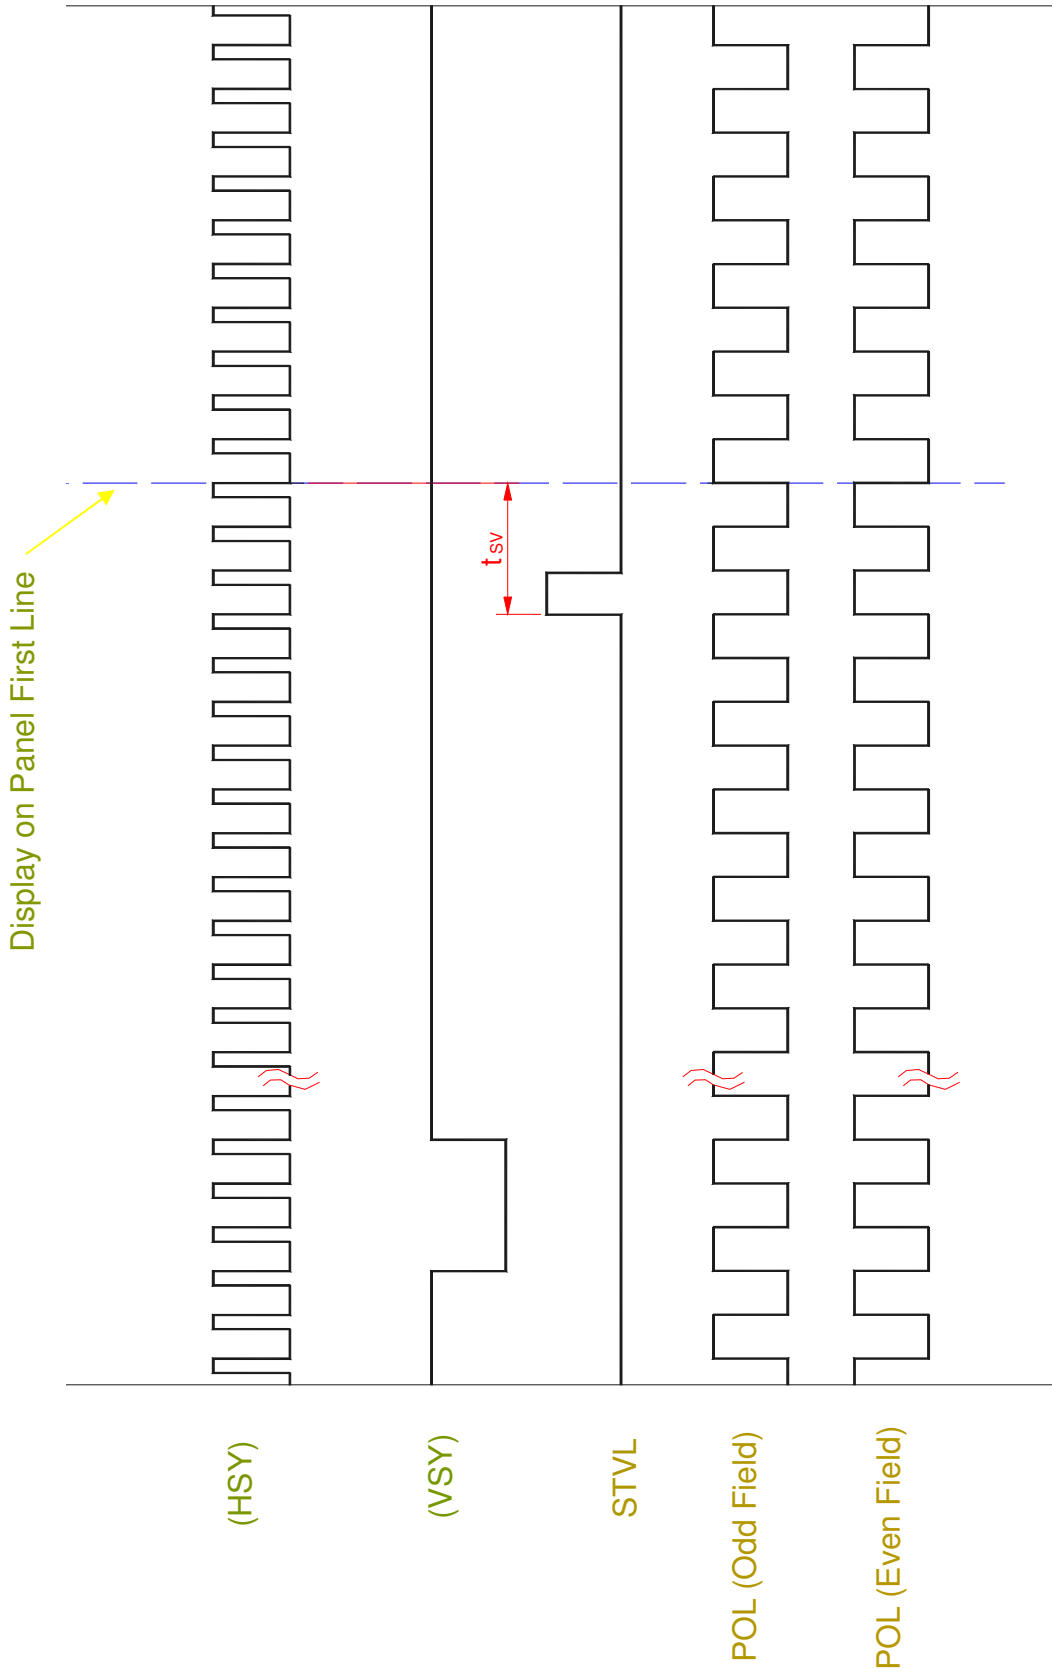 Display on Panel First Line
(HSY)
(VSY)
tsv
STVL
POL (Odd Field)
POL (Even Field)